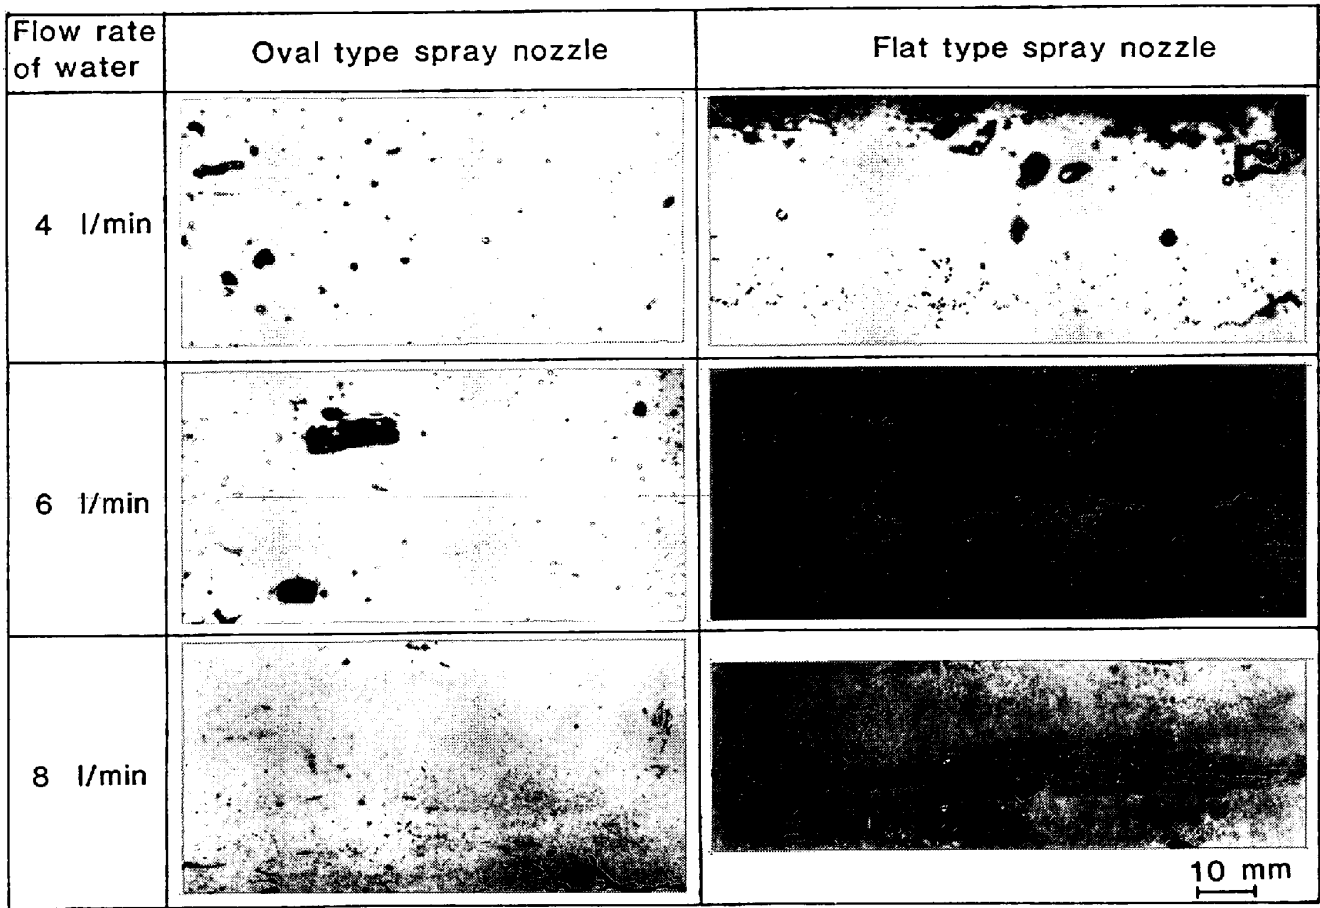 Flow rate
of water
Oval type spray nozzle
Flat type spray nozzle
4 l/min
6 l/min
8 l/min
10 mm